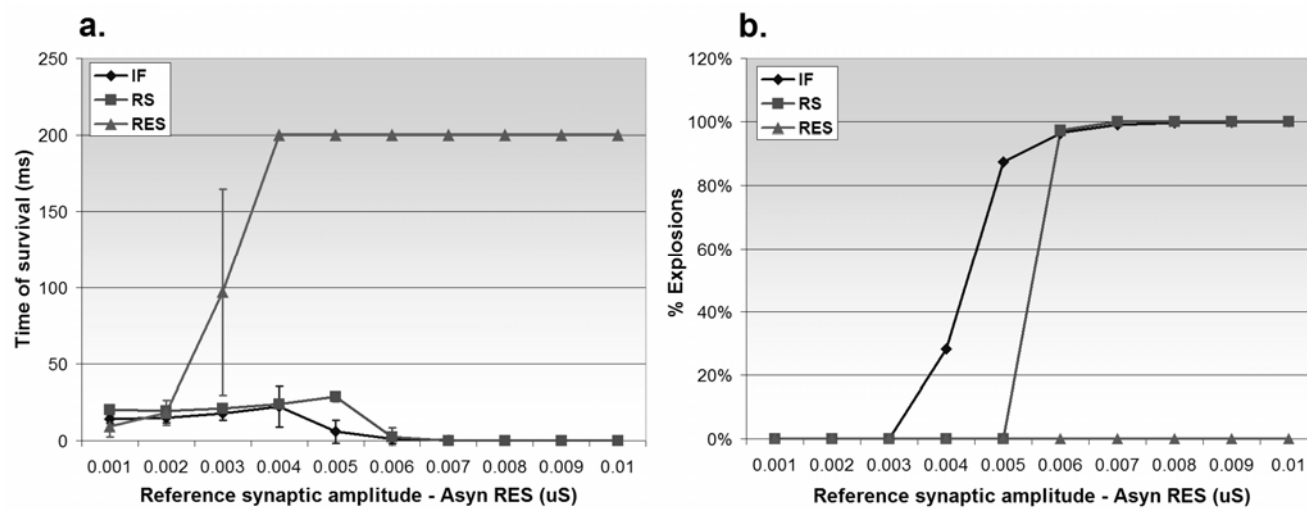 a.
250
200
150
100
50
0
Time of survival (ms)
IF
RS
RES
0.001 0.002 0.003 0.004 0.005 0.006 0.007 0.008 0.009 0.01
Reference synaptic amplitude - Asyn RES (uS)
b.
120%
100%
80%
60%
40%
20%
0%
% Explosions
IF
RS
RES
0.001 0.002 0.003 0.004 0.005 0.006 0.007 0.008 0.009 0.01
Reference synaptic amplitude - Asyn RES (uS)